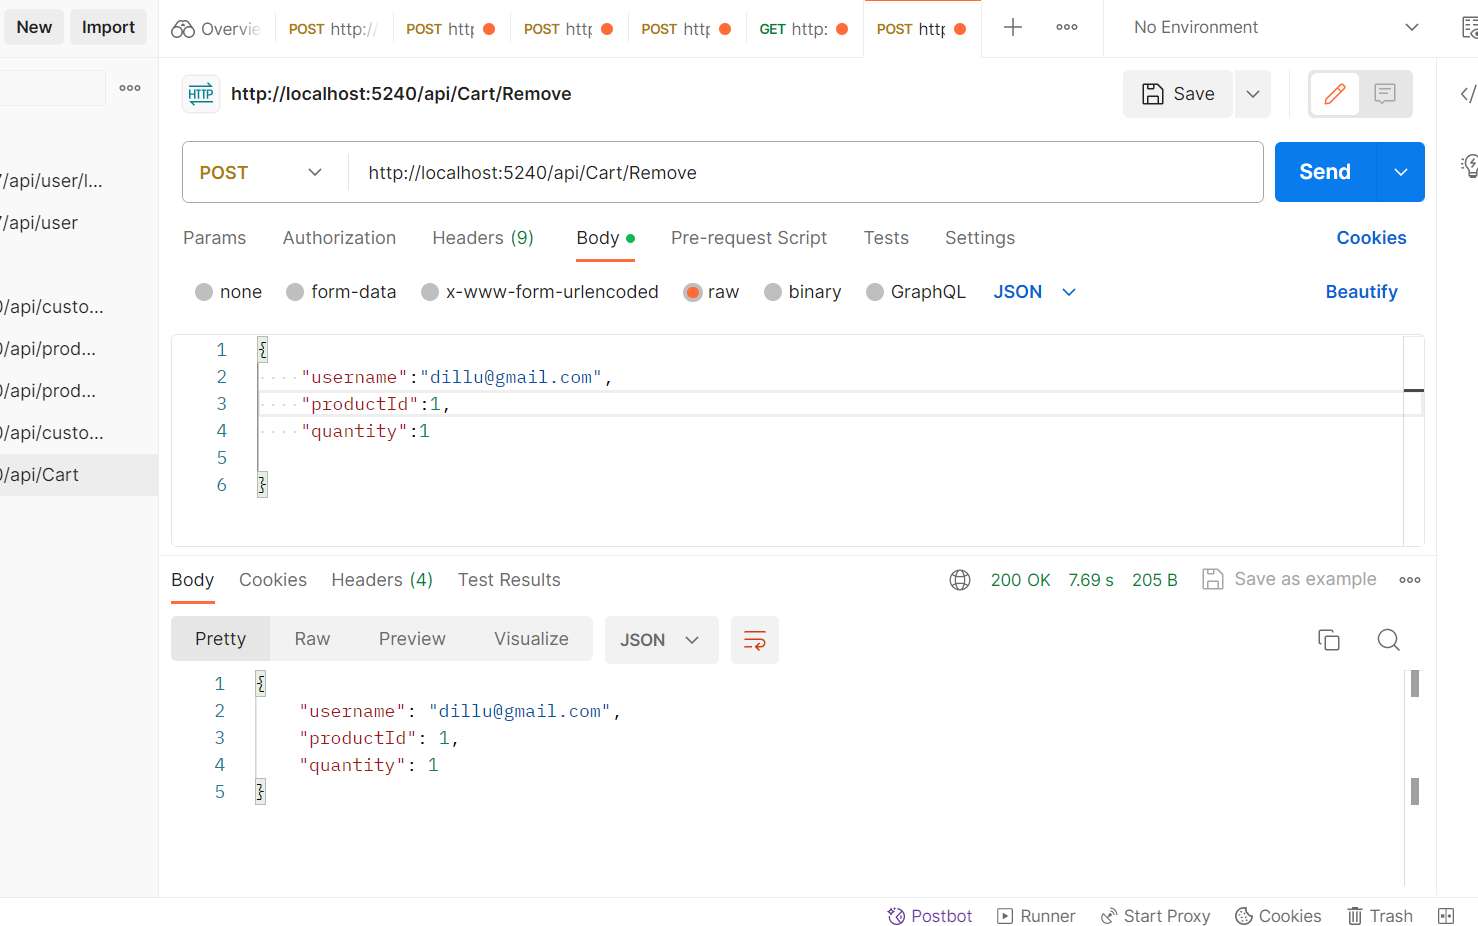 New Import Overvie POST http:// POST htt POST htt POST htt GET http: POST htt No Environment
HTTP http://localhost:5240/api/Cart/Remove Save
POST http://localhost:5240/api/Cart/Remove Send
/api/user/l...
/api/user
/api/custo...
/api/prod...
/api/prod...
/api/custo...
/api/Cart
Params Authorization Headers (9) Body Pre-request Script Tests Settings Cookies
none form-data x-www-form-urlencoded raw binary GraphQL JSON Beautify
1 {
2 "username":"dillu@gmail.com",
3 "productId":1,
4 "quantity":1
5
6 }
Body Cookies Headers (4) Test Results 200 OK 7.69 s 205 B Save as example
Pretty Raw Preview Visualize JSON
1 {
2 "username": "dillu@gmail.com",
3 "productId": 1,
4 "quantity": 1
5 }
Postbot Runner Start Proxy Cookies Trash